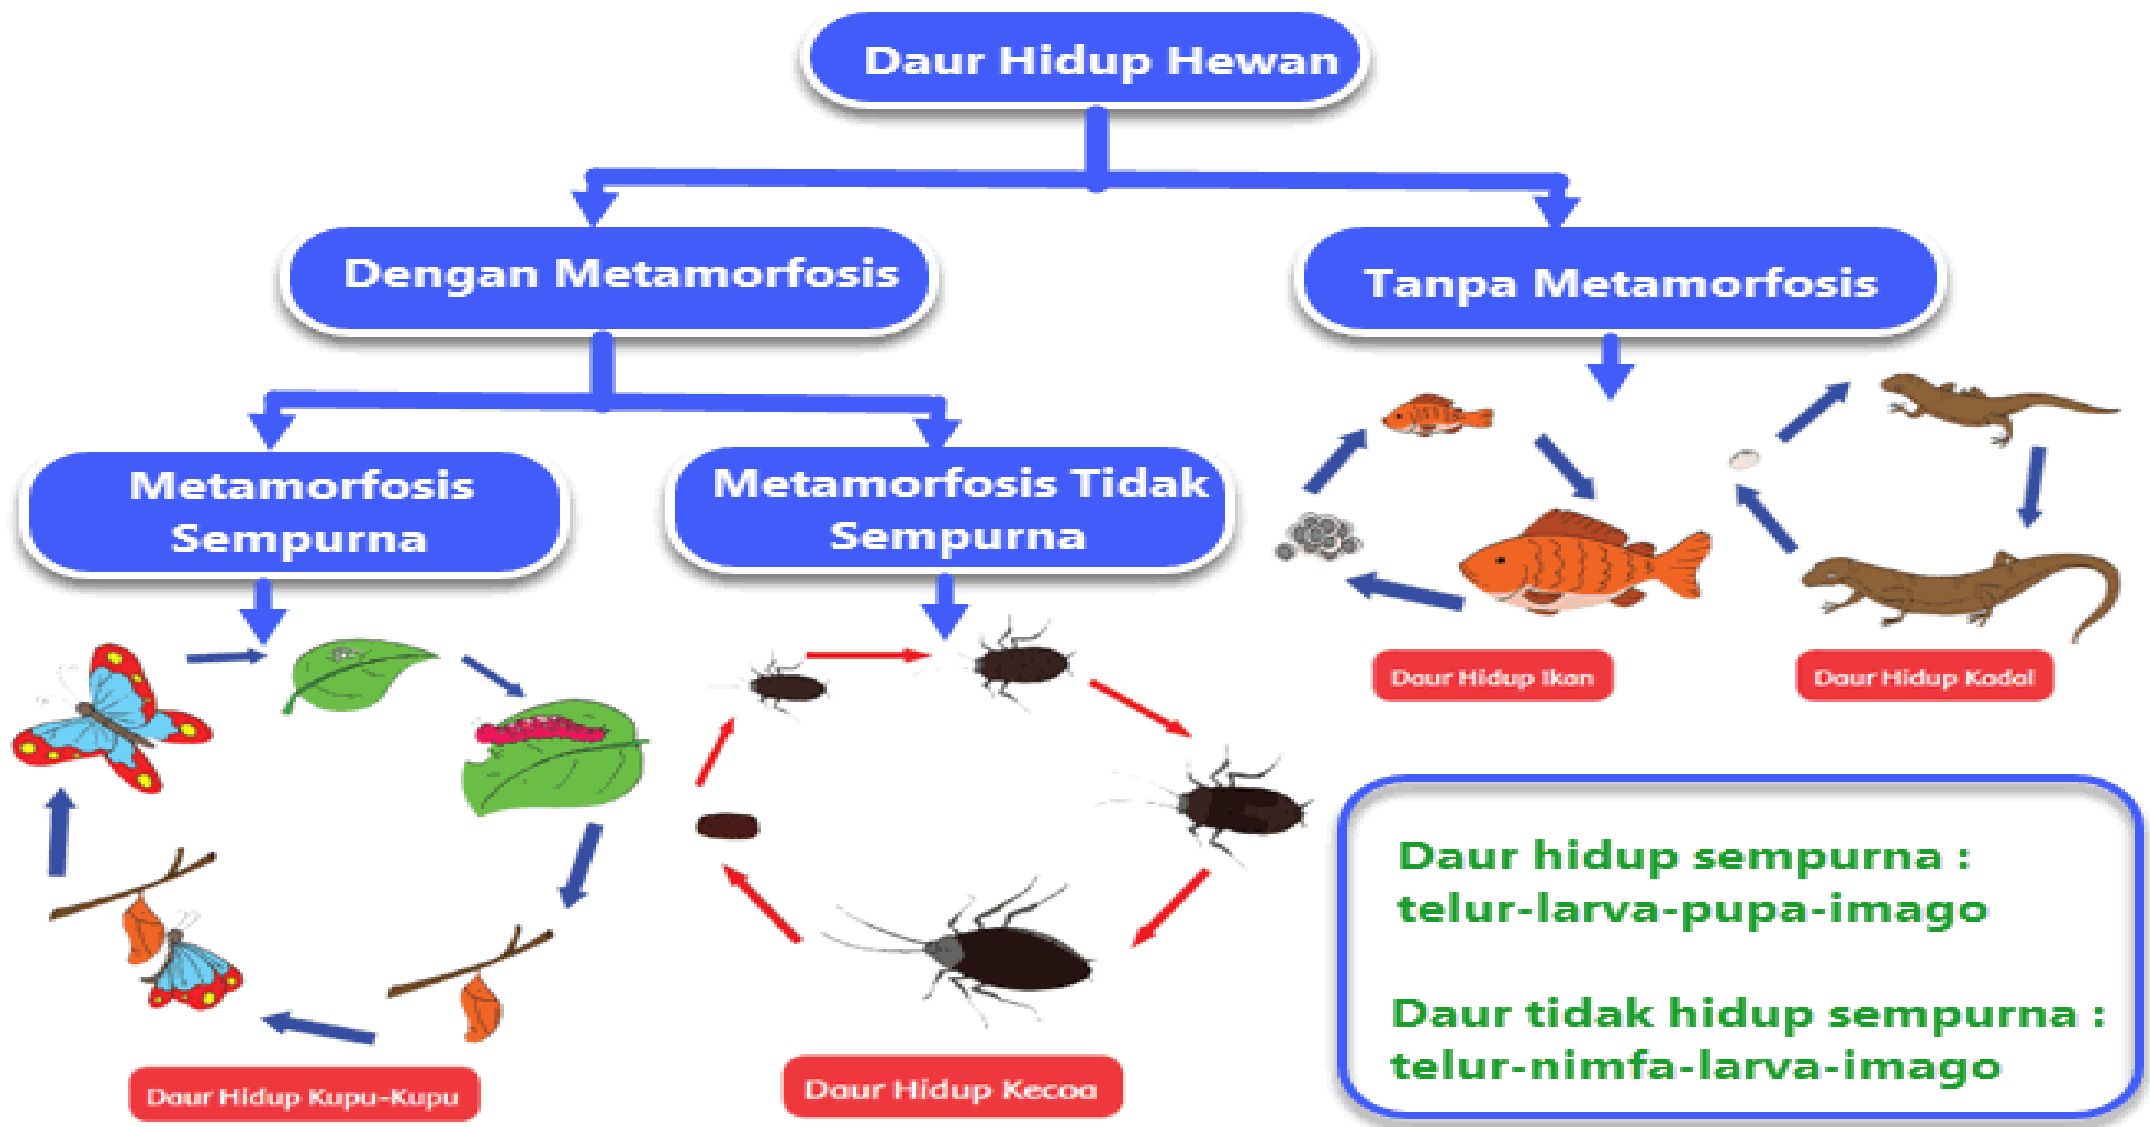 Daur Hidup Hewan
Dengan Metamorfosis
Tanpa Metamorfosis
Metamorfosis
Sempurna
Metamorfosis Tidak
Sempurna
Daur Hidup Ikan
Daur Hidup Kadal
Daur hidup sempurna :
telur-larva-pupa-imago
Daur tidak hidup sempurna :
telur-nimfa-larva-imago
Daur Hidup Kupu-Kupu
Daur Hidup Kecoa